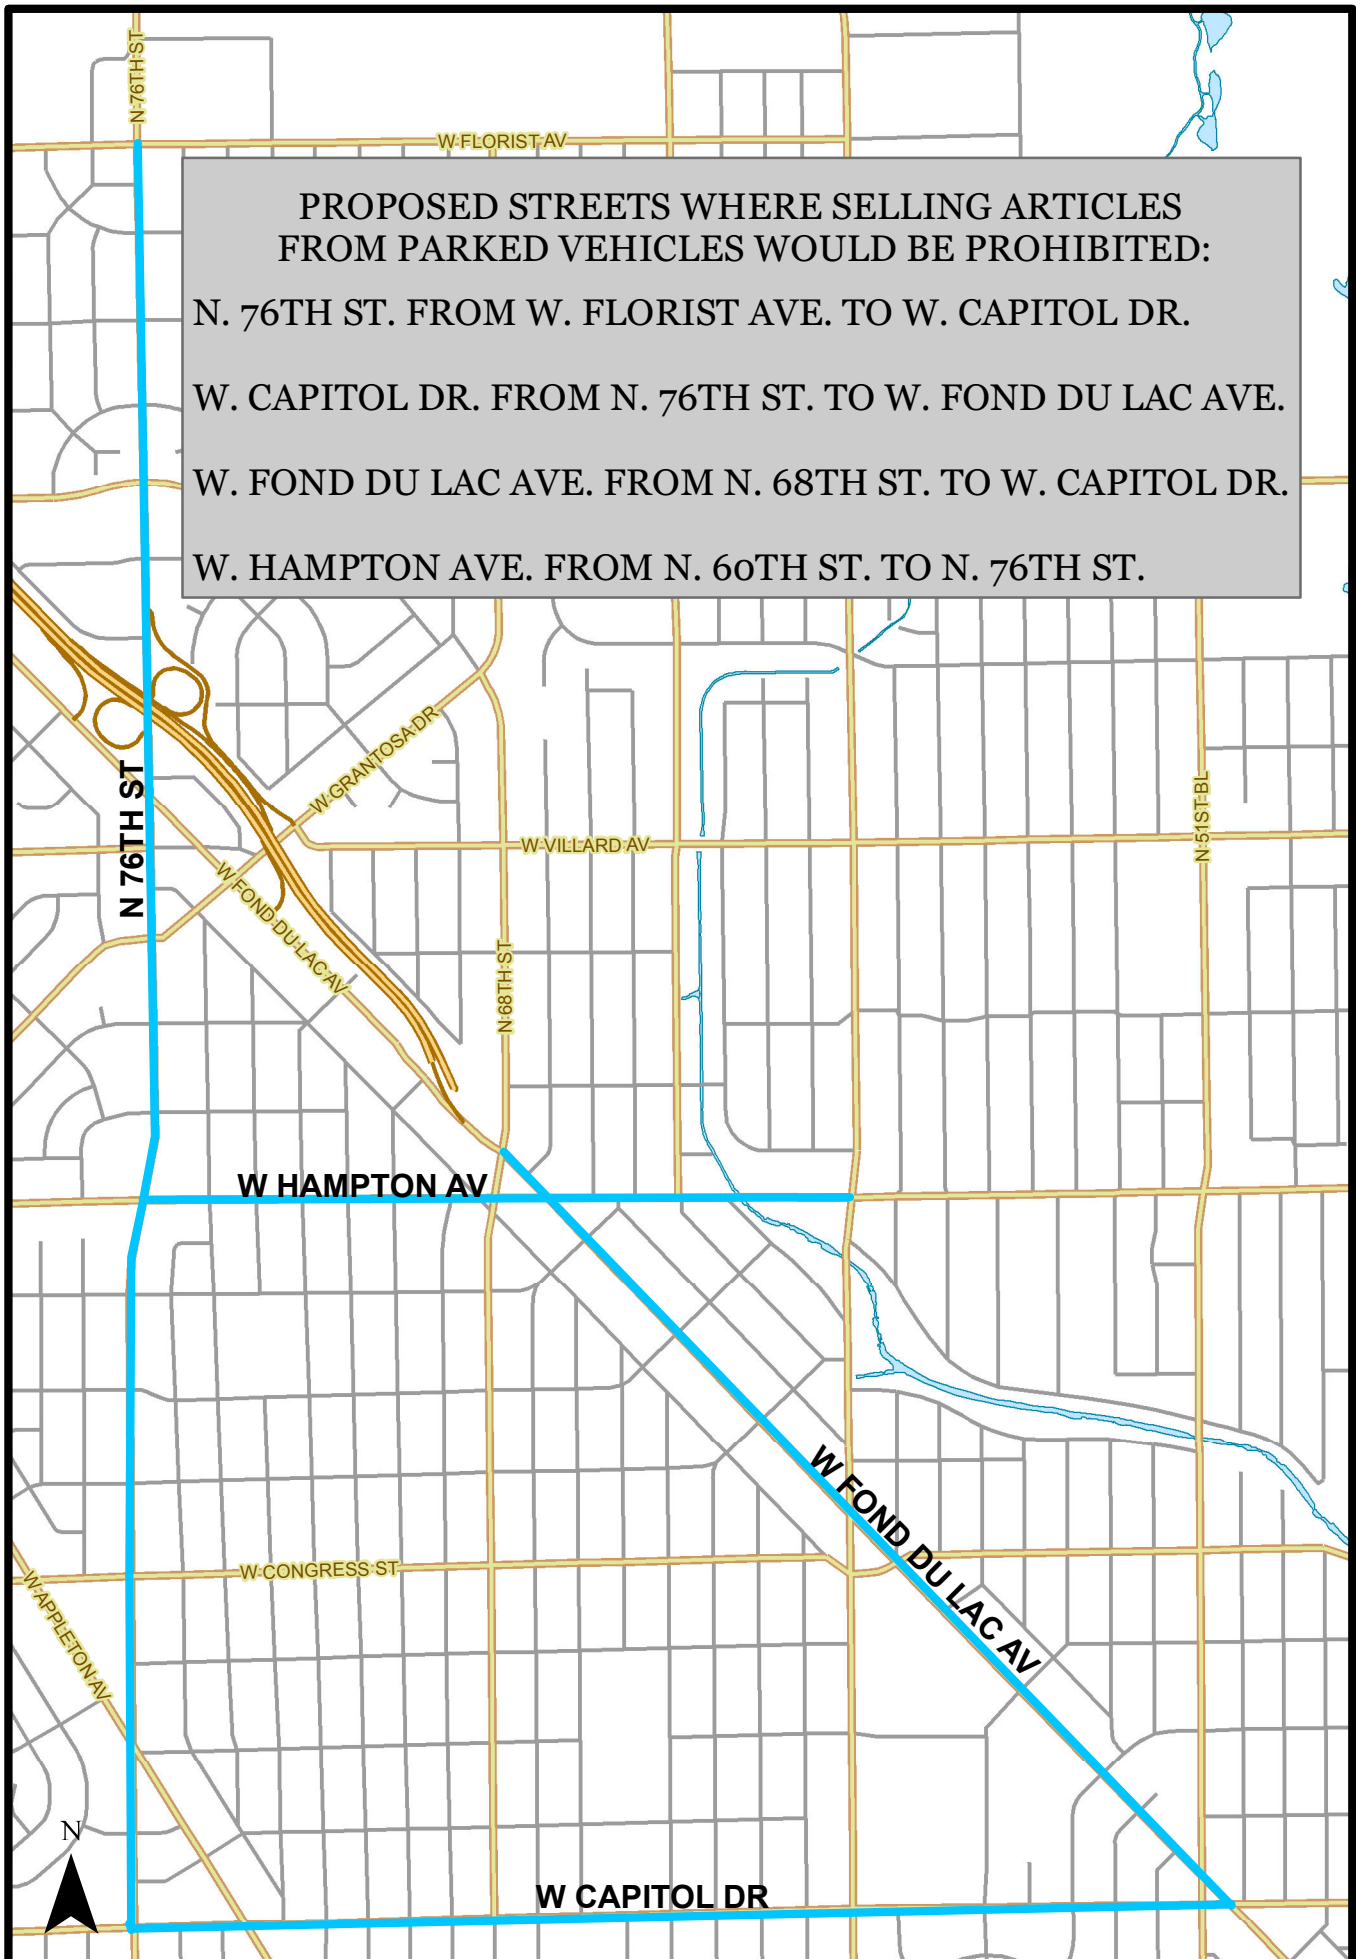 N 76TH ST
W FLORIST AV
PROPOSED STREETS WHERE SELLING ARTICLES
FROM PARKED VEHICLES WOULD BE PROHIBITED:
N. 76TH ST. FROM W. FLORIST AVE. TO W. CAPITOL DR.
W. CAPITOL DR. FROM N. 76TH ST. TO W. FOND DU LAC AVE.
W. FOND DU LAC AVE. FROM N. 68TH ST. TO W. CAPITOL DR.
W. HAMPTON AVE. FROM N. 60TH ST. TO N. 76TH ST.
W GRANTOSA DR
N 76TH ST
N 51ST BL
W VILLARD AV
W FOND DU LAC AV
N 68TH ST
W HAMPTON AV
W FOND DU LAC AV
W CONGRESS ST
W APPLETON AV
N
W CAPITOL DR